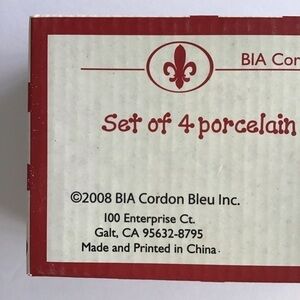 BIA Cor
Set of 4 porcelain
©2008 BIA Cordon Bleu Inc.
100 Enterprise Ct.
Galt, CA 95632-8795
Made and Printed in China.